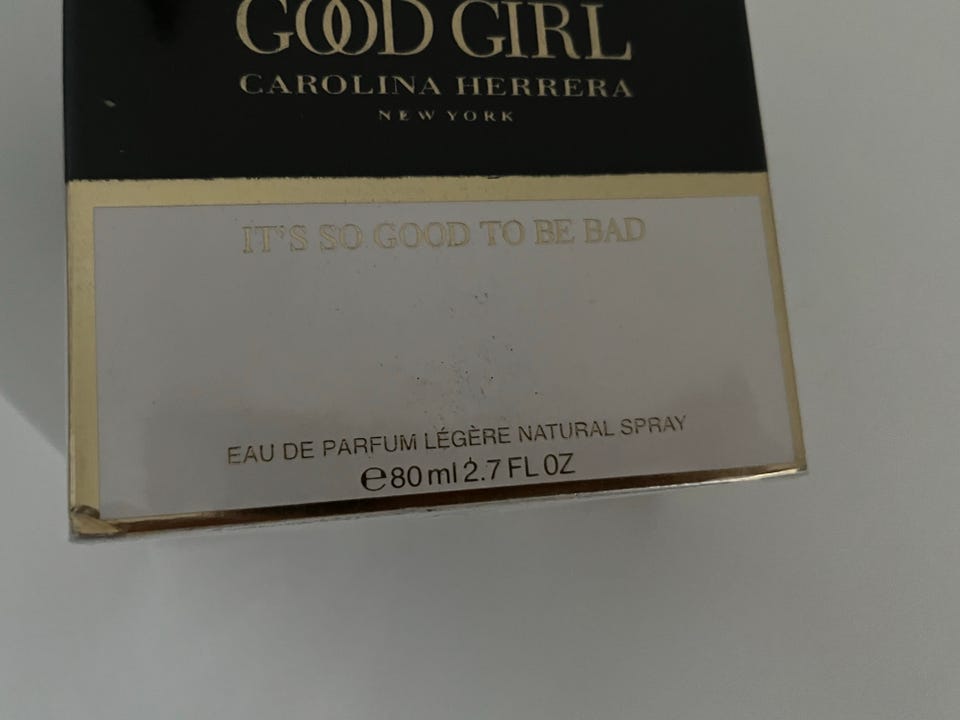 GOOD GIRL
CAROLINA HERRERA
NEW YORK
IT'S SO GOOD TO BE BAD
EAU DE PARFUM LÉGÈRE NATURAL SPRAY
℮80 ml 2.7 FL OZ